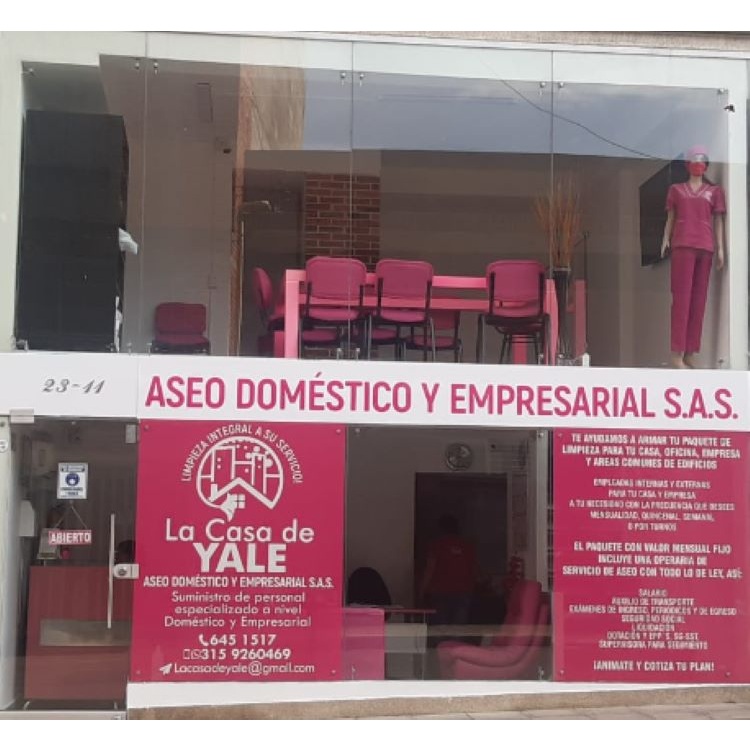 23-11
ASEO DOMÉSTICO Y EMPRESARIAL S.A.S.
ABIERTO
LIMPIEZA INTEGRAL A SU SERVICIO!
La Casa de
YALE
ASEO DOMÉSTICO Y EMPRESARIAL S.A.S.
Suministro de personal
especializado a nivel
Doméstico y Empresarial
645 1517
315 9260469
Lacasadeyale@gmail.com
TE AYUDAMOS A ARMAR TU PAQUETE DE
LIMPIEZA PARA TU CASA, OFICINA, EMPRESA
Y AREAS COMUNES DE EDIFICIOS
EMPLEADAS INTERNAS Y EXTERNAS
PARA TU CASA Y EMPRESA
A TU NECESIDAD CON LA FRECUENCIA QUE DESEES
MENSUALIDAD, QUINCENAL, SEMANAL
O POR TURNOS
EL PAQUETE CON VALOR MENSUAL FIJO
INCLUYE UNA OPERARIA DE
SERVICIO DE ASEO CON TODO LO DE LEY, ASÍ:
SALARIO
AUXILIO DE TRANSPORTE
EXÁMENES DE INGRESO, PERIODICOS Y DE EGRESO
SEGURIDAD SOCIAL
LIQUIDACIÓN
DOTACIÓN Y EPP´S, SG-SST.
SUPERVISORA PARA SEGUIMIENTO
¡ANIMATE Y COTIZA TU PLAN!